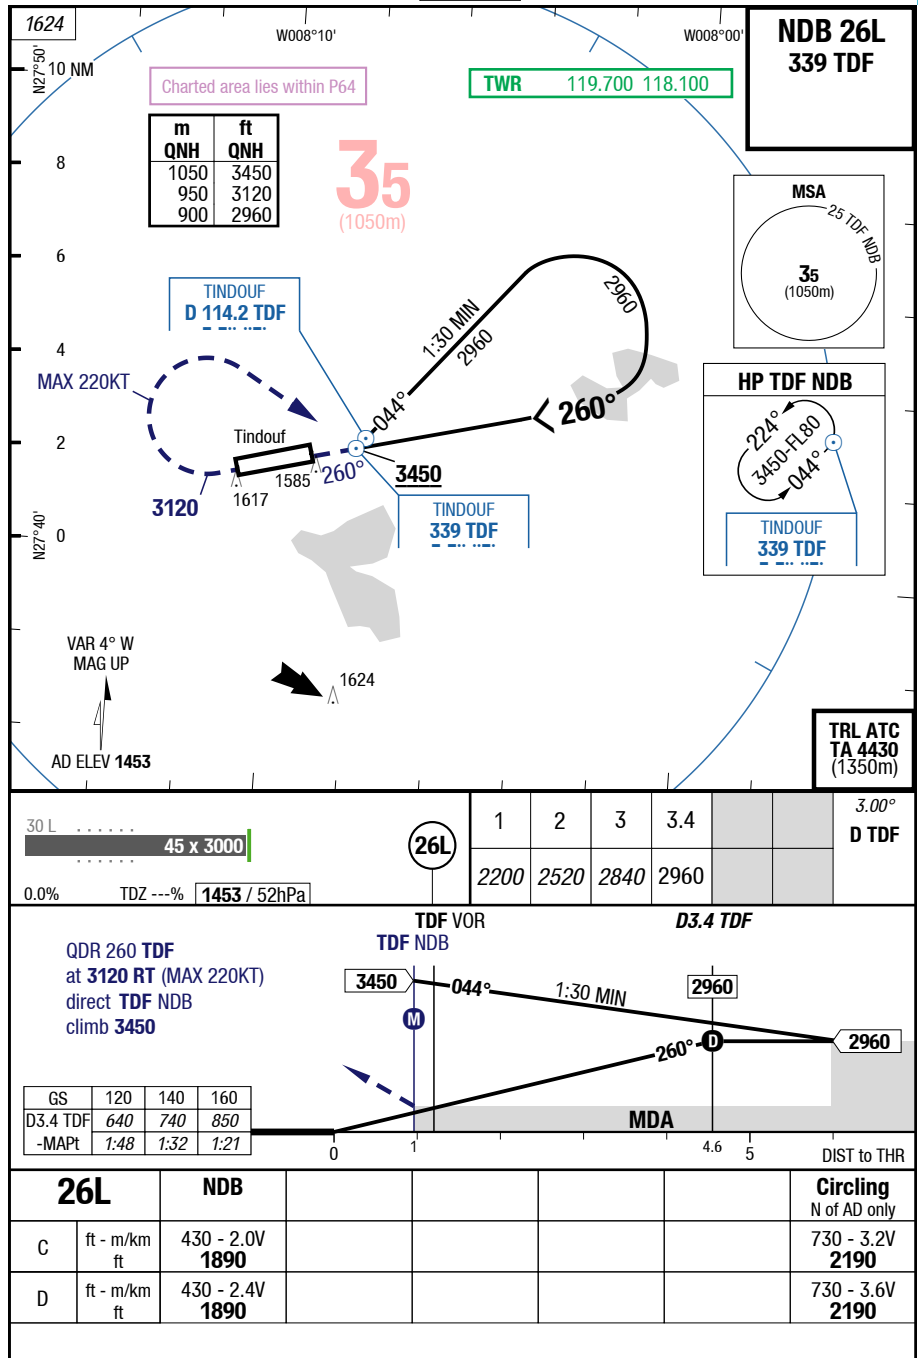 1624
W008°10'
W008°00'
NDB 26L
339 TDF
N27°50'
10 NM
Charted area lies within P64
TWR 119.700 118.100
m ft
QNH QNH
1050 3450
950 3120
900 2960
35
(1050m)
8
6
4
2
0
N27°40'
MSA
25 TDF NDB
35
(1050m)
TINDOUF
D 114.2 TDF
1:30 MIN
2960
2960
MAX 220KT
044°
260°
HP TDF NDB
224°
3450-FL80
044°
Tindouf
1585
260°
3450
1617
3120
TINDOUF
339 TDF
TINDOUF
339 TDF
VAR 4° W
MAG UP
1624
AD ELEV 1453
TRL ATC
TA 4430
(1350m)
30 L
45 x 3000
0.0% TDZ ---% 1453 / 52hPa
26L
1 2 3 3.4
2200 2520 2840 2960
3.00°
D TDF
TDF VOR
D3.4 TDF
TDF NDB
QDR 260 TDF
at 3120 RT (MAX 220KT)
direct TDF NDB
climb 3450
3450
044°
1:30 MIN
2960
M
D
260°
2960
MDA
GS 120 140 160
D3.4 TDF 640 740 850
-MAPt 1:48 1:32 1:21
0 1 4.6 5 DIST to THR
26L NDB Circling
N of AD only
C ft - m/km 430 - 2.0V 730 - 3.2V
ft 1890 2190
D ft - m/km 430 - 2.4V 730 - 3.6V
ft 1890 2190